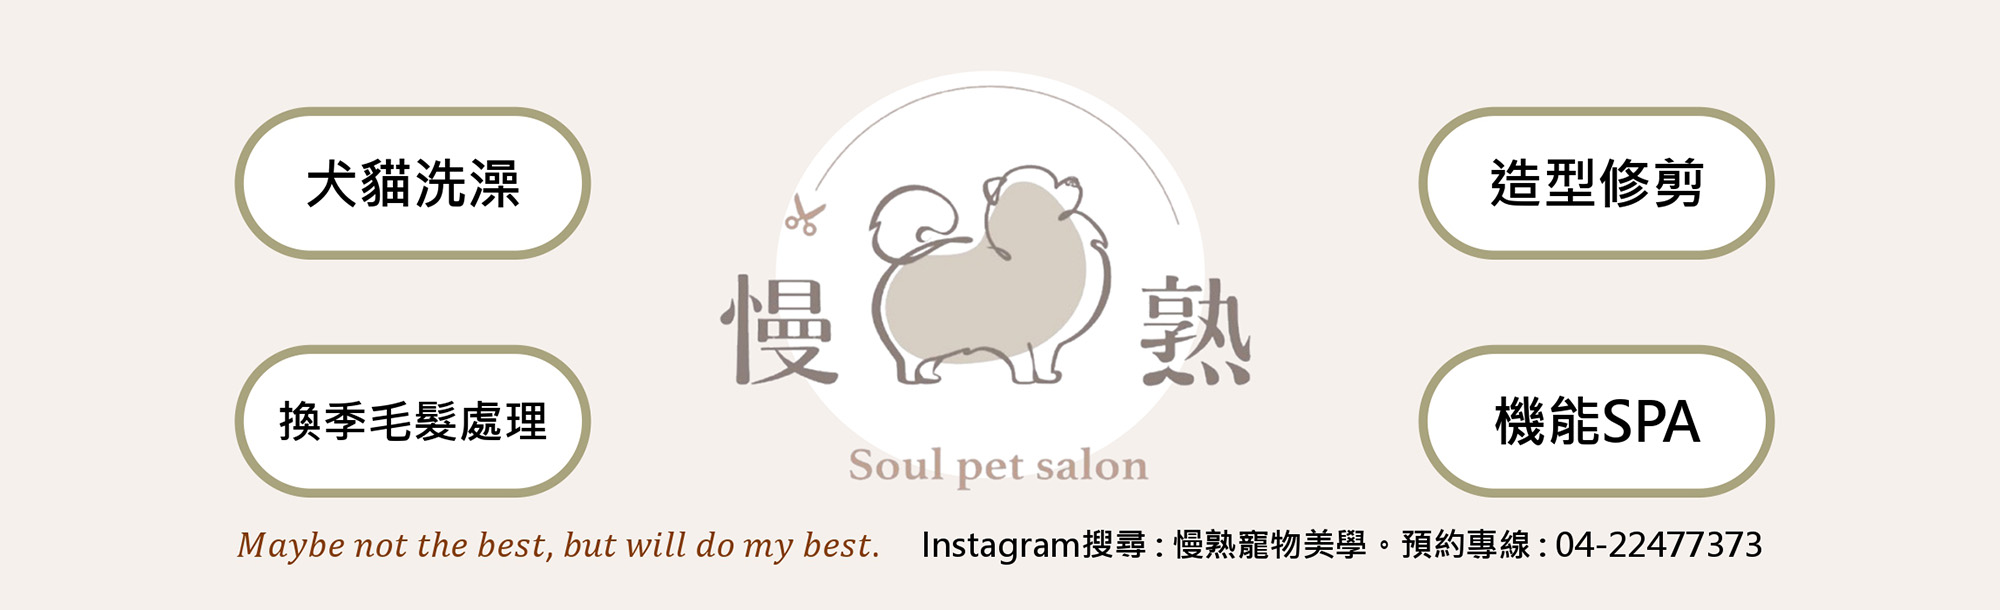 犬貓洗澡
造型修剪
慢熟
換季毛髮處理
機能SPA
Soul pet salon
Maybe not the best, but will do my best.
Instagram搜尋 : 慢熟寵物美學。預約專線 : 04-22477373